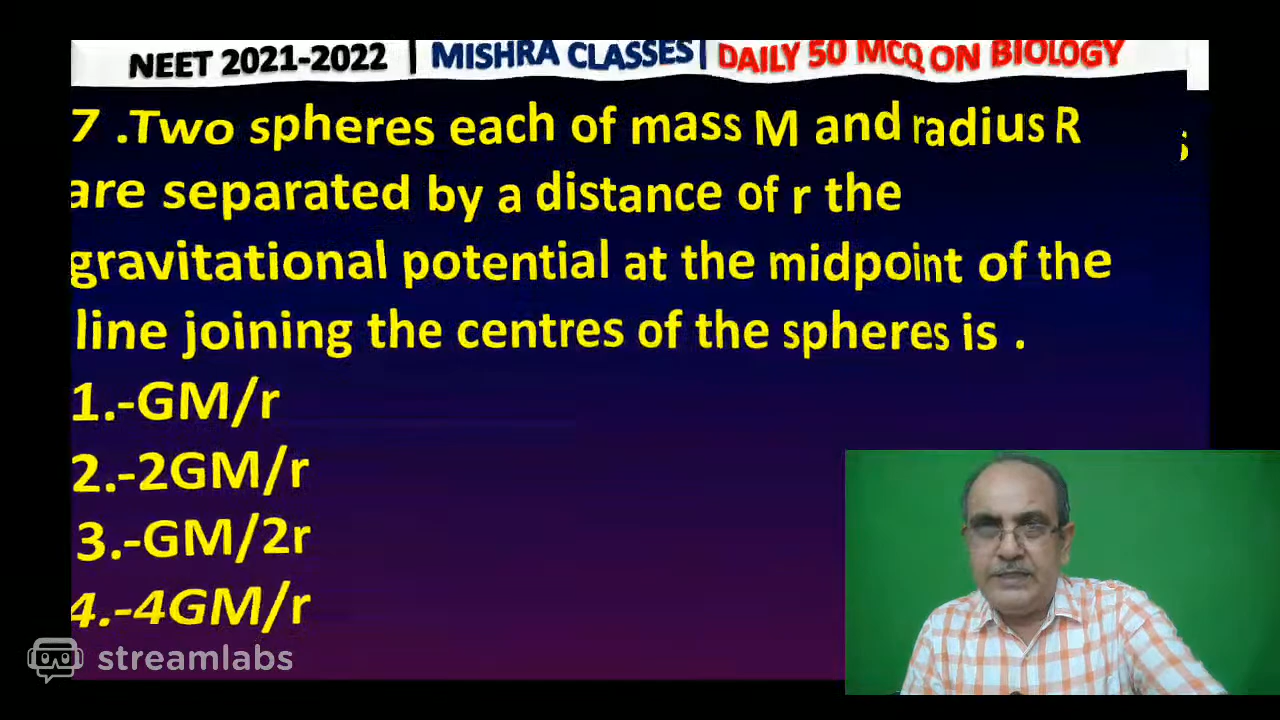 NEET 2021-2022 | MISHRA CLASSES | DAILY 50 MCQ ON BIOLOGY
7 .Two spheres each of mass M and radius R
are separated by a distance of r the
gravitational potential at the midpoint of the
line joining the centres of the spheres is .
1.-GM/r
2.-2GM/r
3.-GM/2r
4.-4GM/r
streamlabs